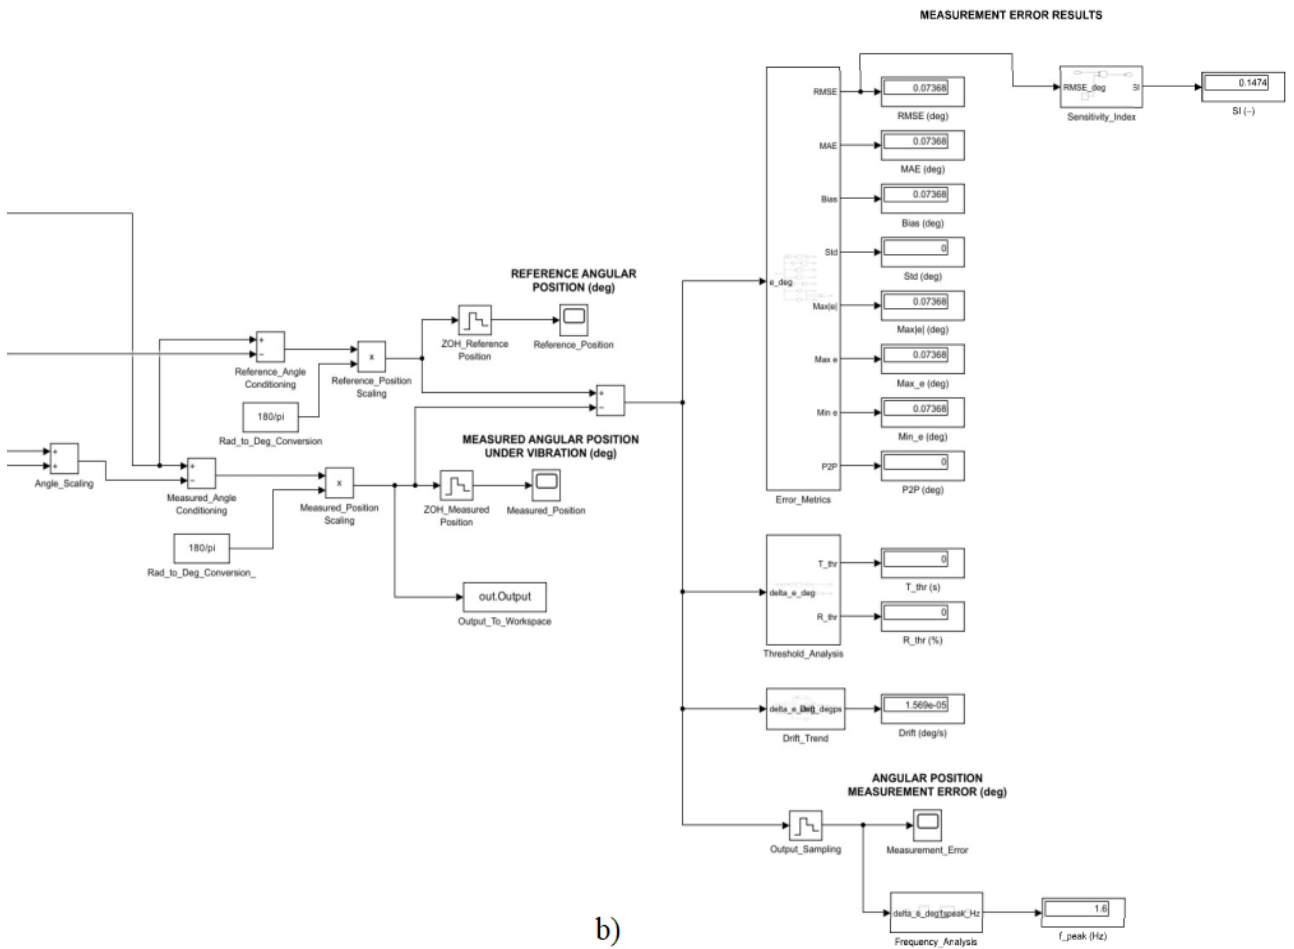 MEASUREMENT ERROR RESULTS
RMSE
0.07368
RMSE (deg)
RMSE_deg
SI
Sensitivity_Index
0.1474
SI (–)
MAE
0.07368
MAE (deg)
Bias
0.07368
Bias (deg)
Std
0
Std (deg)
e_deg
Max|e|
0.07368
Max|e| (deg)
Max e
0.07368
Max_e (deg)
Min e
0.07368
Min_e (deg)
P2P
0
P2P (deg)
Error_Metrics
REFERENCE ANGULAR
POSITION (deg)
ZOH_Reference
Position
Reference_Position
+
−
Reference_Angle
Conditioning
x
Reference_Position
Scaling
180/pi
Rad_to_Deg_Conversion
+
−
MEASURED ANGULAR POSITION
UNDER VIBRATION (deg)
+
+
Angle_Scaling
+
−
Measured_Angle
Conditioning
x
Measured_Position
Scaling
ZOH_Measured
Position
Measured_Position
180/pi
Rad_to_Deg_Conversion_
out.Output
Output_To_Workspace
T_thr
0
T_thr (s)
delta_e_deg
R_thr
0
R_thr (%)
Threshold_Analysis
1.569e-05
Drift_Trend
Drift (deg/s)
ANGULAR POSITION
MEASUREMENT ERROR (deg)
Output_Sampling
Measurement_Error
1.6
Frequency_Analysis
f_peak (Hz)
b)